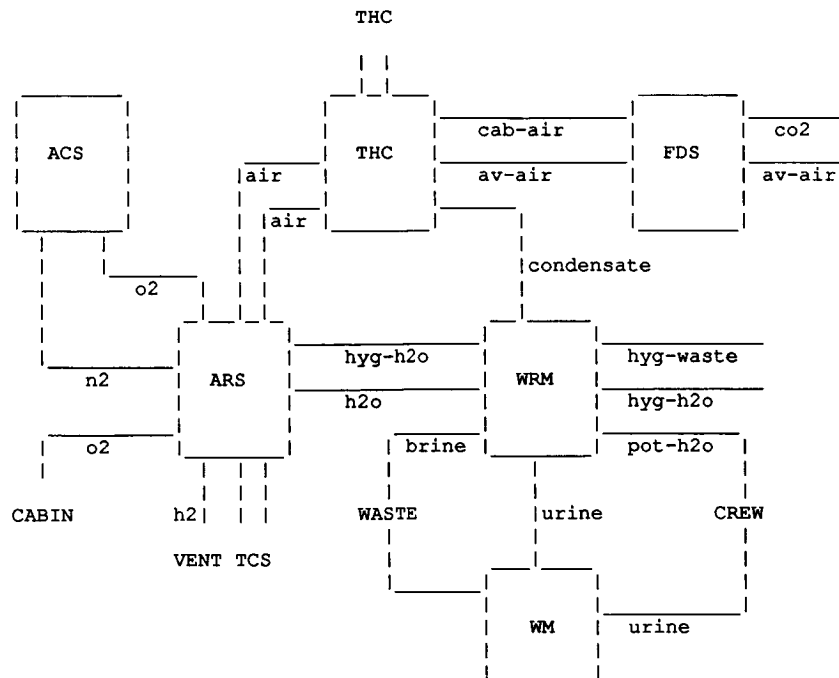 THC
cab-air
co2
ACS
THC
FDS
air
av-air
av-air
air
condensate
o2
hyg-h2o
hyg-waste
n2
ARS
WRM
h2o
hyg-h2o
o2
brine
pot-h2o
CABIN
h2
WASTE
urine
CREW
VENT TCS
WM
urine